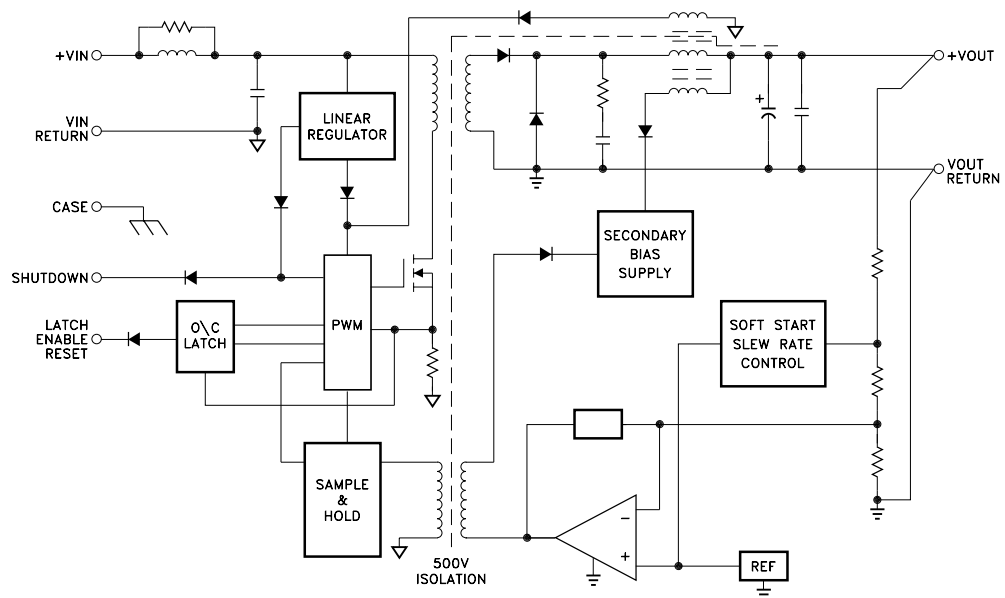 +VIN
+VOUT
VIN
RETURN
LINEAR
REGULATOR
+
VOUT
RETURN
CASE
SECONDARY
BIAS
SUPPLY
SHUTDOWN
LATCH
ENABLE
RESET
O\C
LATCH
PWM
SOFT START
SLEW RATE
CONTROL
SAMPLE
&
HOLD
−
+
REF
500V
ISOLATION